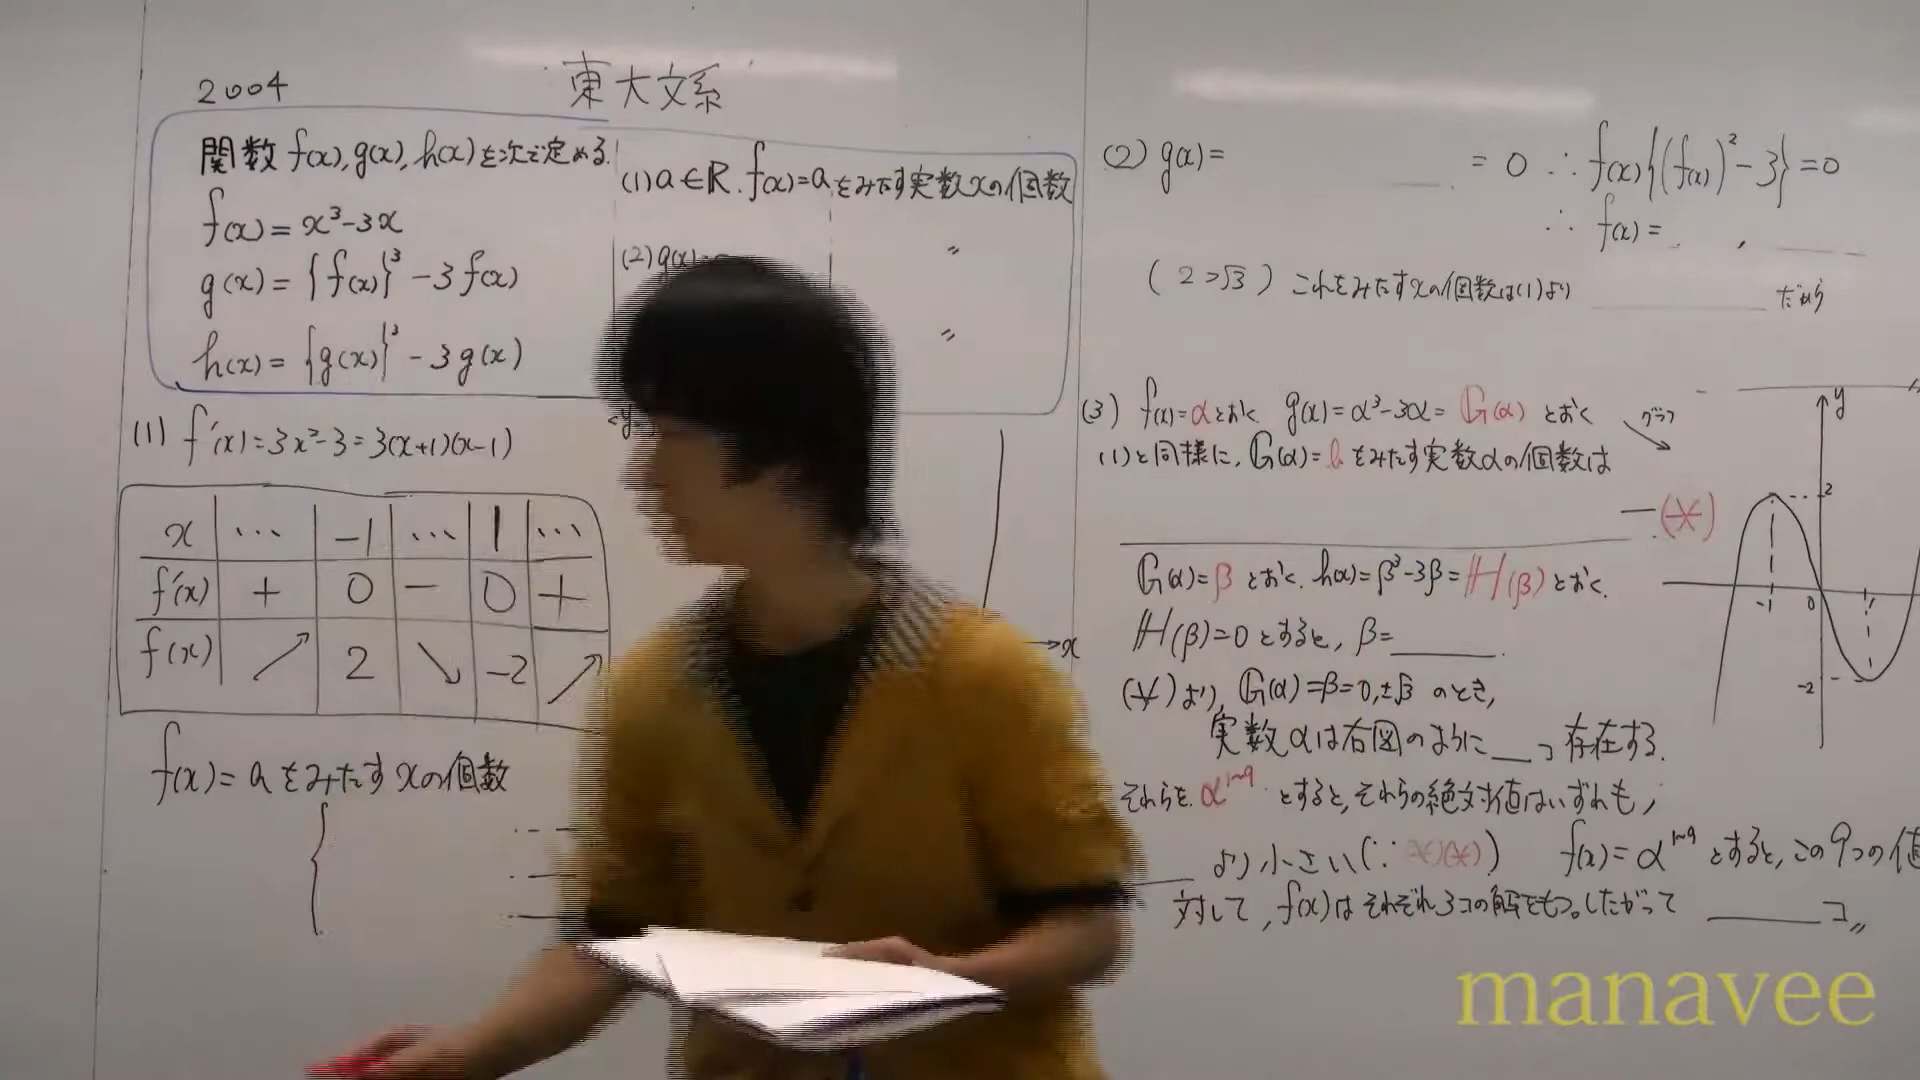 2004 東大文系
関数 f(x), g(x), h(x)を次で定める.
f(x) = x³-3x
g(x) = {f(x)}³ - 3f(x)
h(x) = {g(x)}³ - 3g(x)
(1) a∈R. f(x)=a をみたす実数xの個数
(2) g(x)= 〃
〃
(1) f'(x)=3x²-3=3(x+1)(x-1)
x … -1 … 1 …
f'(x) + 0 - 0 +
f(x) ↗ 2 ↘ -2 ↗
f(x)=aをみたすxの個数
x
(2) g(x)= = 0 ∴ f(x){(f(x))²-3}=0
∴ f(x)= ,
(2>√3) これをみたすxの個数は(1)より だから
(3) f(x)=αとおく g(x)=α³-3α=G(α) とおく
グラフ
(1)と同様に, G(α)=bをみたす実数αの個数は
—(*)
G(α)=β とおく. h(x)=β³-3β=H(β)とおく.
H(β)=0 とすると, β=
(*)より, G(α)=β=0,±√3 のとき,
実数αは右図のように つ存在する.
それらを α¹~⁹ とすると, それらの絶対値はいずれも,
より小さい(∵(*)(*)) f(x)=α¹~⁹ とすると, この9つの値
対して, f(x)はそれぞれ3コの解をもつ。したがって コ〃
y
2
-1 0 1
-2
manavee